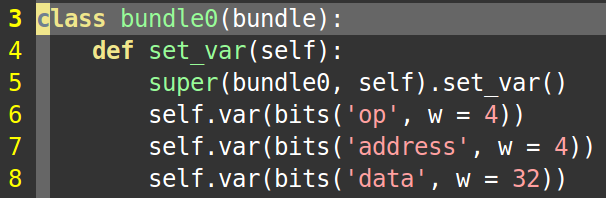 3 class bundle0(bundle):
4     def set_var(self):
5         super(bundle0, self).set_var()
6         self.var(bits('op', w = 4))
7         self.var(bits('address', w = 4))
8         self.var(bits('data', w = 32))